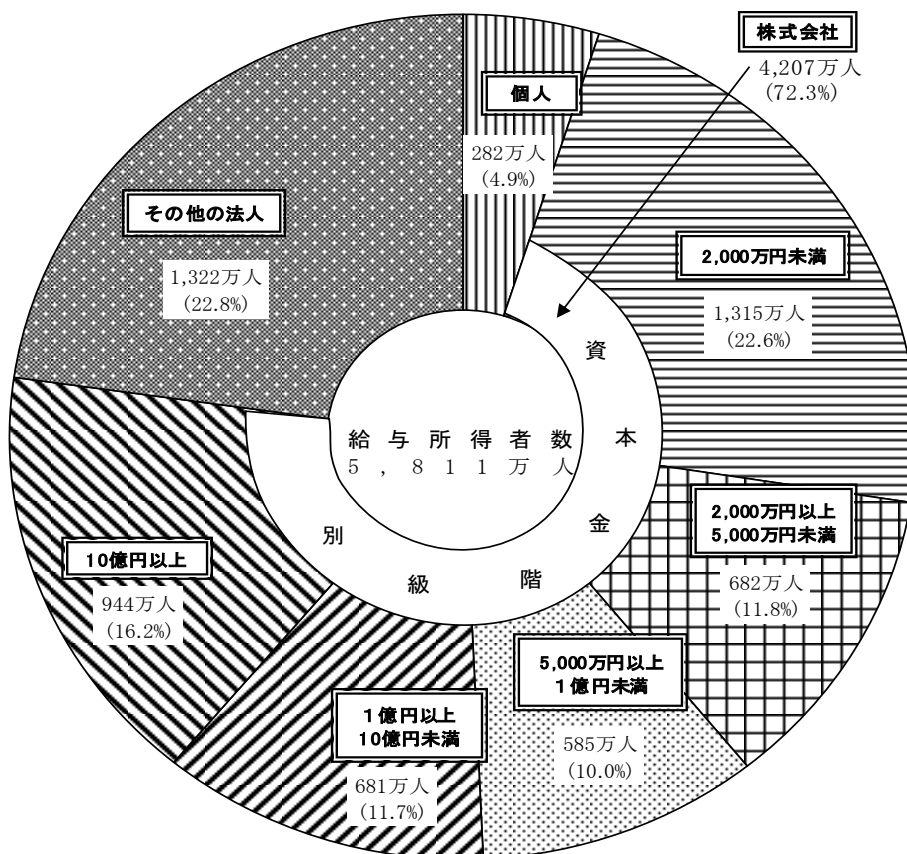 株式会社
4,207万人
(72.3%)
個人
282万人
(4.9%)
2,000万円未満
1,315万人
(22.6%)
2,000万円以上
5,000万円未満
682万人
(11.8%)
5,000万円以上
1億円未満
585万人
(10.0%)
1億円以上
10億円未満
681万人
(11.7%)
10億円以上
944万人
(16.2%)
その他の法人
1,322万人
(22.8%)
資本金階級別
給与所得者数
5,811万人